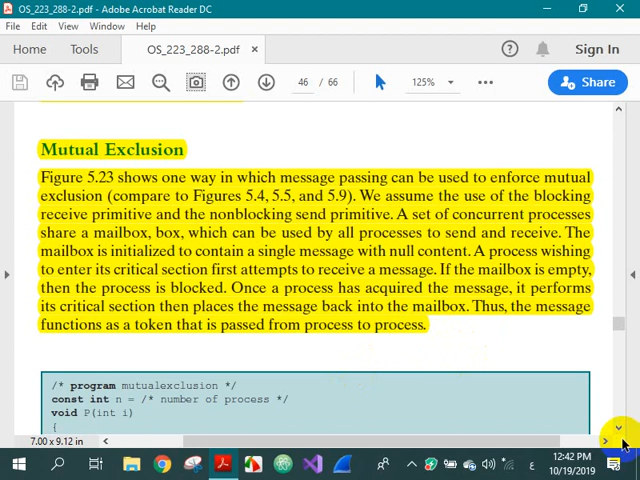 OS_223_288-2.pdf - Adobe Acrobat Reader DC
File Edit View Window Help
Home Tools OS_223_288-2.pdf × ? Sign In
46 / 66 125% Share
Mutual Exclusion
Figure 5.23 shows one way in which message passing can be used to enforce mutual
exclusion (compare to Figures 5.4, 5.5, and 5.9). We assume the use of the blocking
receive primitive and the nonblocking send primitive. A set of concurrent processes
share a mailbox, box, which can be used by all processes to send and receive. The
mailbox is initialized to contain a single message with null content. A process wishing
to enter its critical section first attempts to receive a message. If the mailbox is empty,
then the process is blocked. Once a process has acquired the message, it performs
its critical section then places the message back into the mailbox. Thus, the message
functions as a token that is passed from process to process.
/* program mutualexclusion */
const int n = /* number of process */
void P(int i)
{
7.00 x 9.12 in
ع 12:42 PM
10/19/2019